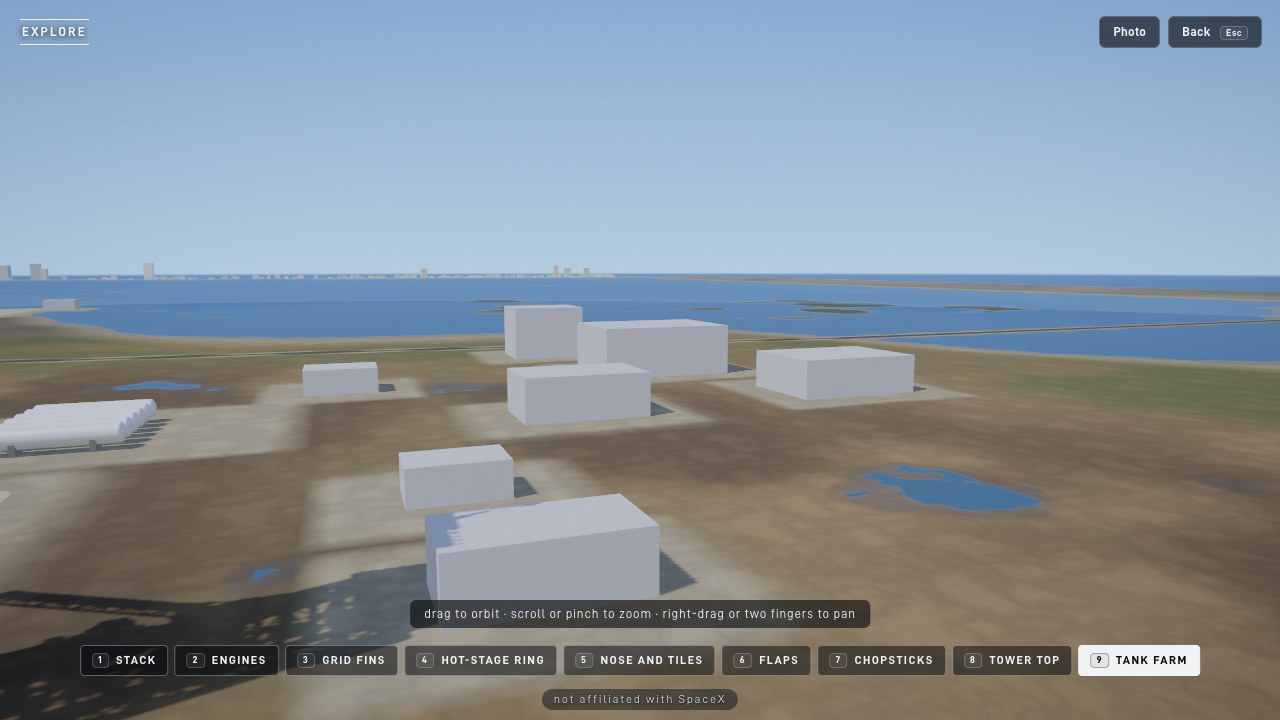 EXPLORE
Photo
Back Esc
drag to orbit · scroll or pinch to zoom · right-drag or two fingers to pan
1 STACK 2 ENGINES 3 GRID FINS 4 HOT-STAGE RING 5 NOSE AND TILES 6 FLAPS 7 CHOPSTICKS 8 TOWER TOP 9 TANK FARM
not affiliated with SpaceX